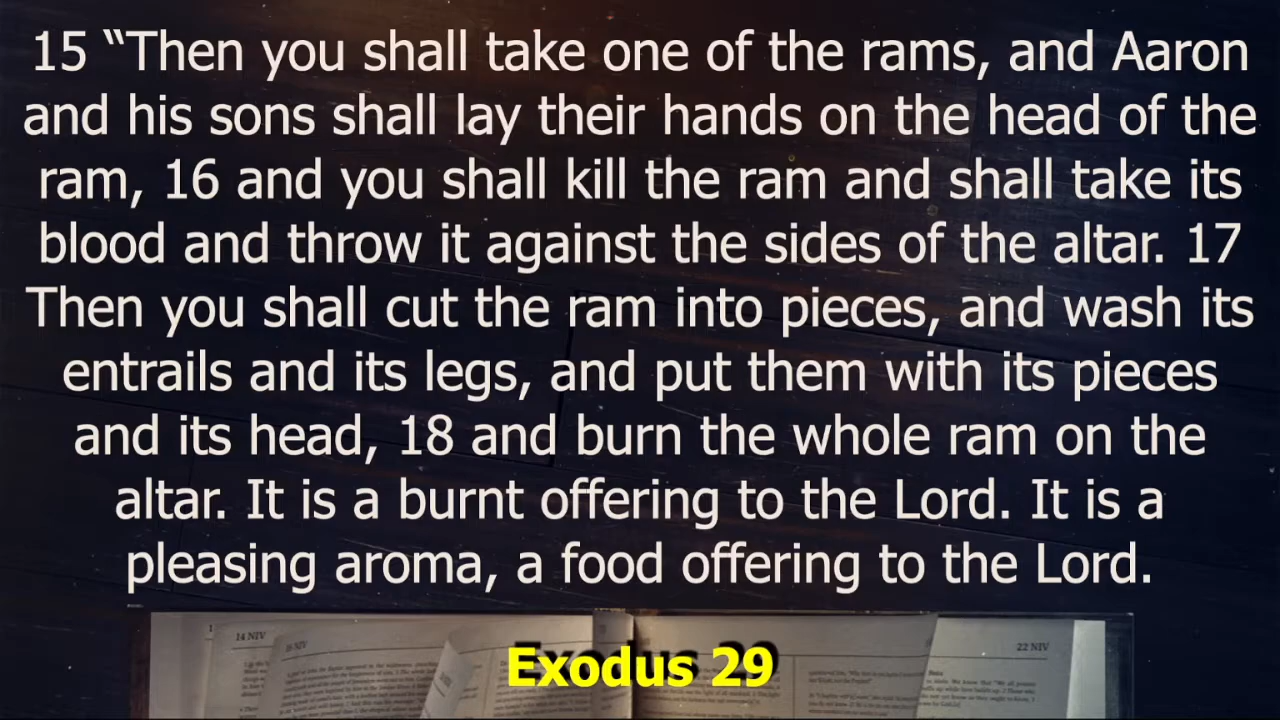 15 “Then you shall take one of the rams, and Aaron
and his sons shall lay their hands on the head of the
ram, 16 and you shall kill the ram and shall take its
blood and throw it against the sides of the altar. 17
Then you shall cut the ram into pieces, and wash its
entrails and its legs, and put them with its pieces
and its head, 18 and burn the whole ram on the
altar. It is a burnt offering to the Lord. It is a
pleasing aroma, a food offering to the Lord.
14 NIV
22 NIV
Exodus 29